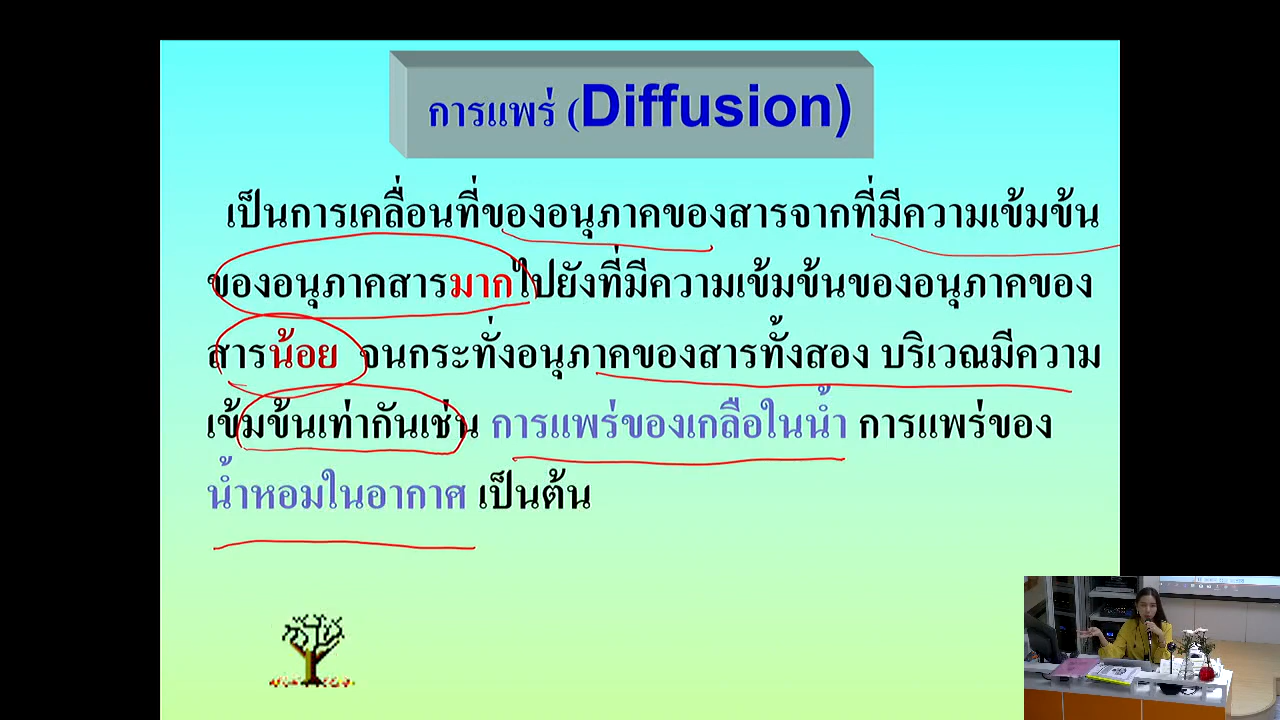 การแพร่ (Diffusion)
เป็นการเคลื่อนที่ของอนุภาคของสารจากที่มีความเข้มข้น
ของอนุภาคสารมากไปยังที่มีความเข้มข้นของอนุภาคของ
สารน้อย จนกระทั่งอนุภาคของสารทั้งสอง บริเวณมีความ
เข้มข้นเท่ากันเช่น การแพร่ของเกลือในน้ำ การแพร่ของ
น้ำหอมในอากาศ เป็นต้น